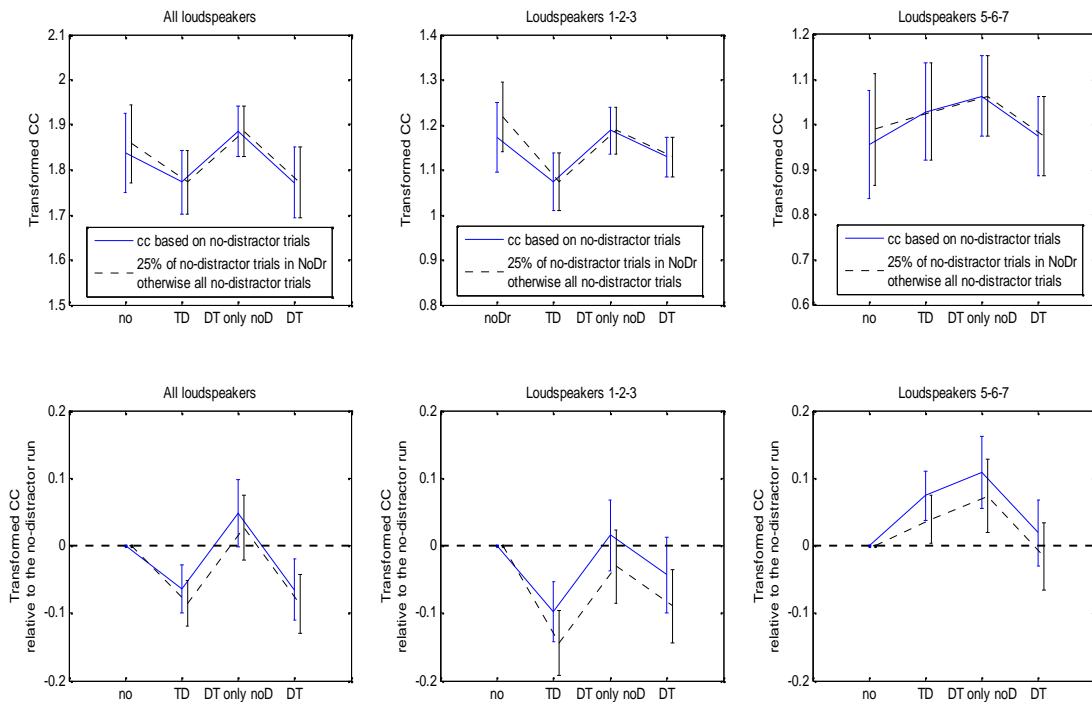 All loudspeakers
Transformed CC
2.1
2
1.9
1.8
1.7
1.6
1.5
cc based on no-distractor trials
25% of no-distractor trials in NoDr
otherwise all no-distractor trials
no TD DT only noD DT
Loudspeakers 1-2-3
Transformed CC
1.4
1.3
1.2
1.1
1
0.9
0.8
cc based on no-distractor trials
25% of no-distractor trials in NoDr
otherwise all no-distractor trials
noDr TD DT only noD DT
Loudspeakers 5-6-7
Transformed CC
1.2
1.1
1
0.9
0.8
0.7
0.6
cc based on no-distractor trials
25% of no-distractor trials in NoDr
otherwise all no-distractor trials
no TD DT only noD DT
All loudspeakers
Transformed CC
relative to the no-distractor run
0.2
0.1
0
-0.1
-0.2
no TD DT only noD DT
Loudspeakers 1-2-3
Transformed CC
relative to the no-distractor run
0.2
0.1
0
-0.1
-0.2
no TD DT only noD DT
Loudspeakers 5-6-7
Transformed CC
relative to the no-distractor run
0.2
0.1
0
-0.1
-0.2
no TD DT only noD DT